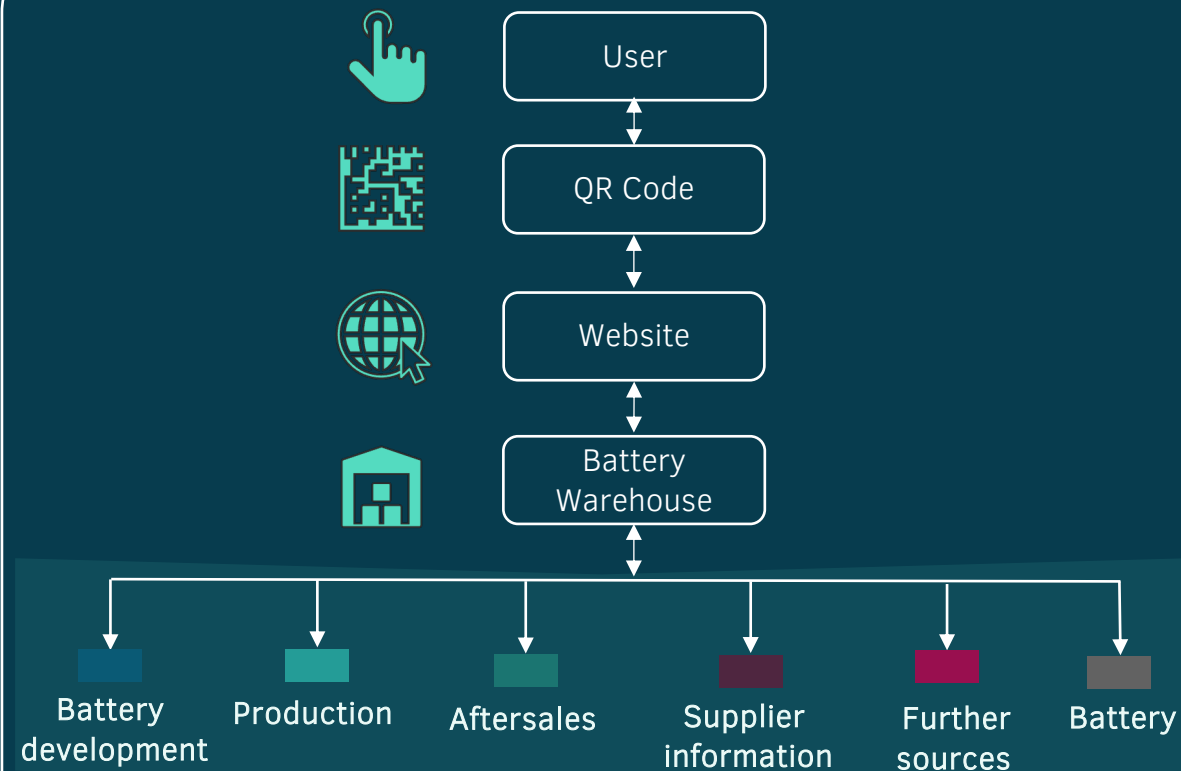 User
QR Code
Website
Battery
Warehouse
Battery
development
Production
Aftersales
Supplier
information
Further
sources
Battery